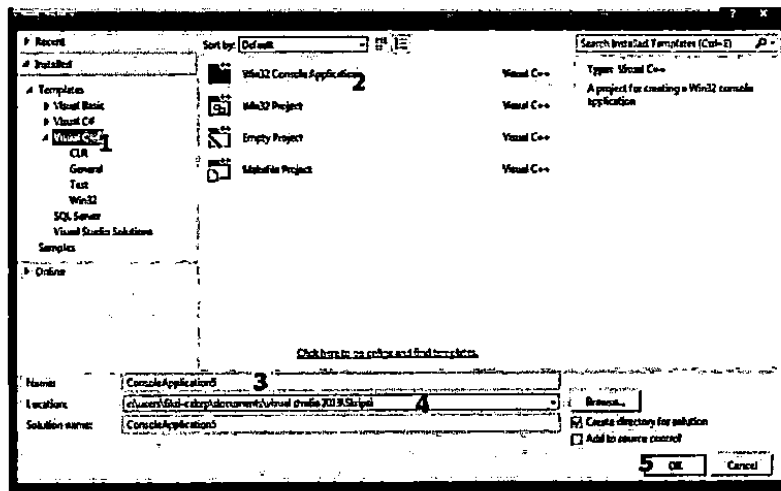 ? ×
Recent
Installed
Templates
Visual Basic
Visual C#
Visual C++ 1
CLR
General
Test
Win32
SQL Server
Visual Studio Solutions
Samples
Online
Sort by: Default
Win32 Console Application 2 Visual C++
Win32 Project Visual C++
Empty Project Visual C++
Makefile Project Visual C++
Search Installed Templates (Ctrl+E)
Type: Visual C++
A project for creating a Win32 console
application
Click here to go online and find templates.
Name: ConsoleApplication5 3
Location: 4
Browse...
Solution name: ConsoleApplication5
Create directory for solution
Add to source control
5 OK Cancel